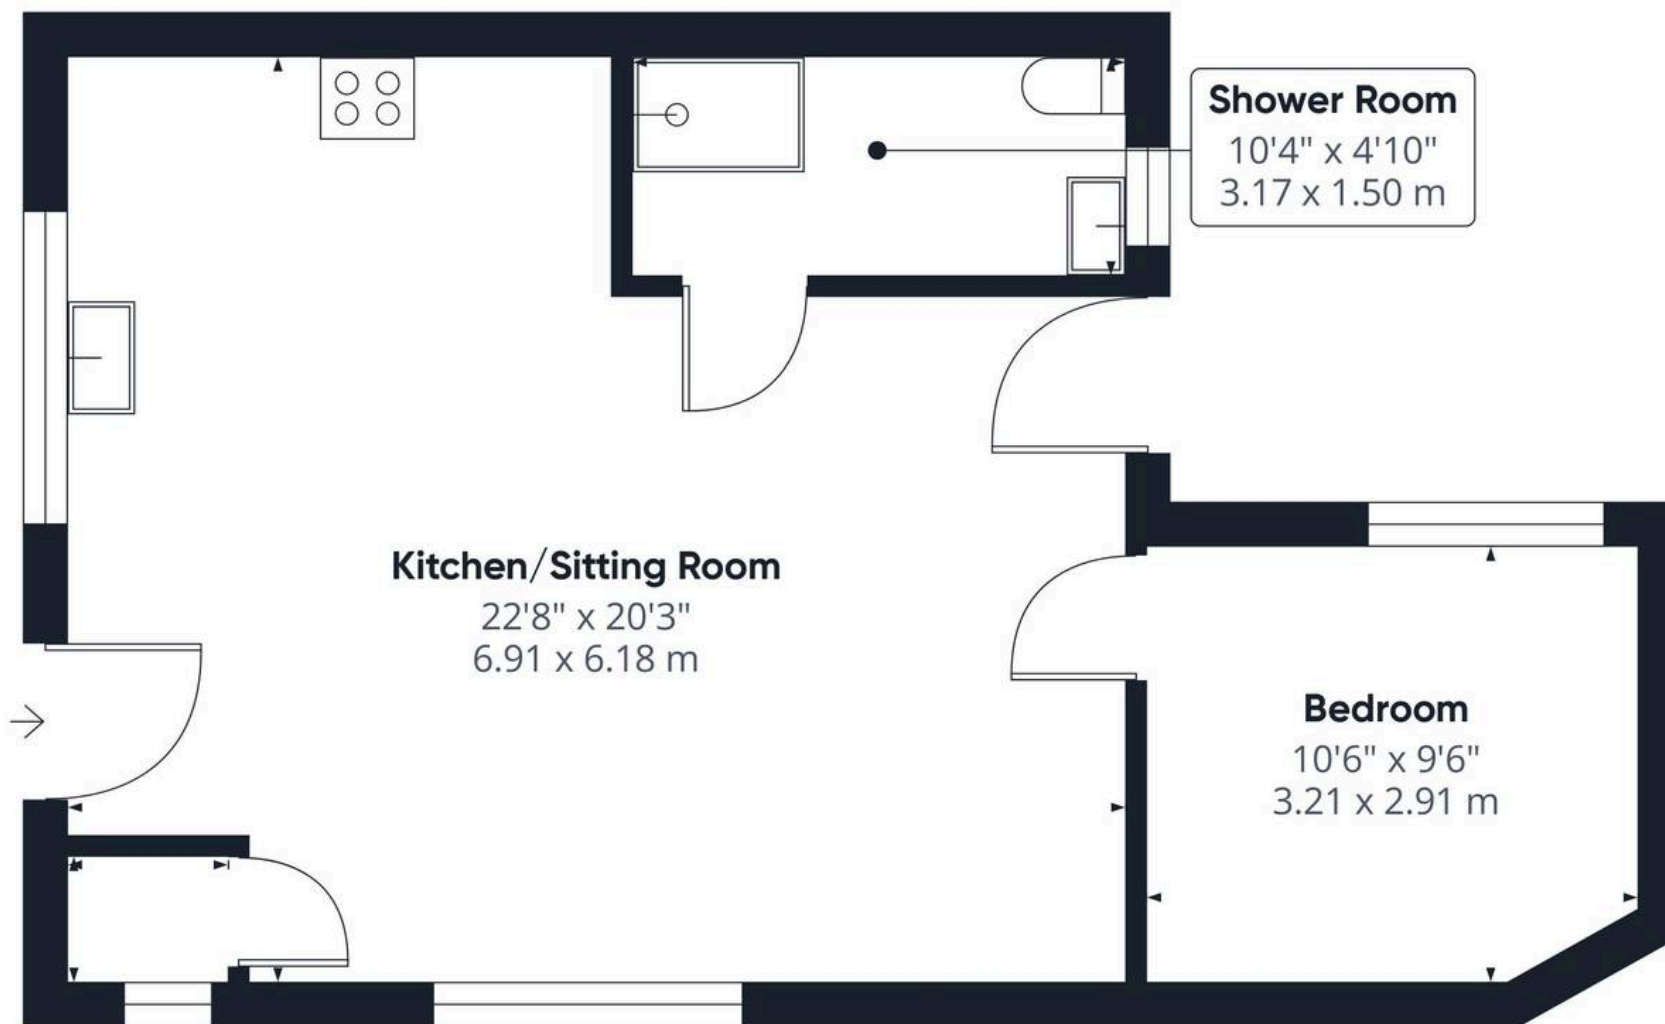 Shower Room
10'4" x 4'10"
3.17 x 1.50 m
Kitchen/Sitting Room
22'8" x 20'3"
6.91 x 6.18 m
Bedroom
10'6" x 9'6"
3.21 x 2.91 m